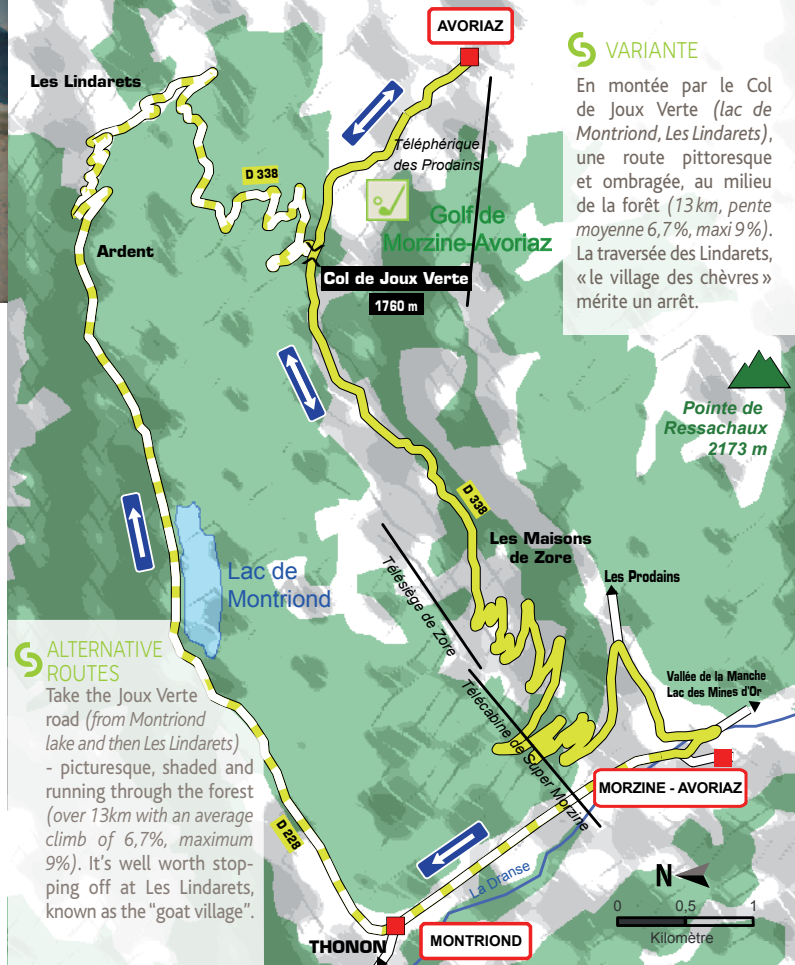 AVORIAZ
VARIANTE
En montée par le Col
de Joux Verte (lac de
Montriond, Les Lindarets),
une route pittoresque
et ombragée, au milieu
de la forêt (13 km, pente
moyenne 6,7 %, maxi 9 %).
La traversée des Lindarets,
« le village des chèvres »
mérite un arrêt.
Les Lindarets
Téléphérique
des Prodains
D 338
Golf de
Morzine-Avoriaz
Ardent
Col de Joux Verte
1760 m
Pointe de
Ressachaux
2173 m
D 338
Les Maisons
de Zore
Les Prodains
Télésiège de Zore
Lac de
Montriond
Vallée de la Manche
Lac des Mines d'Or
Télécabine de Super Morzine
MORZINE - AVORIAZ
ALTERNATIVE
ROUTES
Take the Joux Verte
road (from Montriond
lake and then Les Lindarets)
- picturesque, shaded and
running through the forest
(over 13km with an average
climb of 6,7%, maximum
9%). It's well worth stop-
ping off at Les Lindarets,
known as the "goat village".
D 228
La Dranse
N
0 0,5 1
Kilomètre
THONON
MONTRIOND